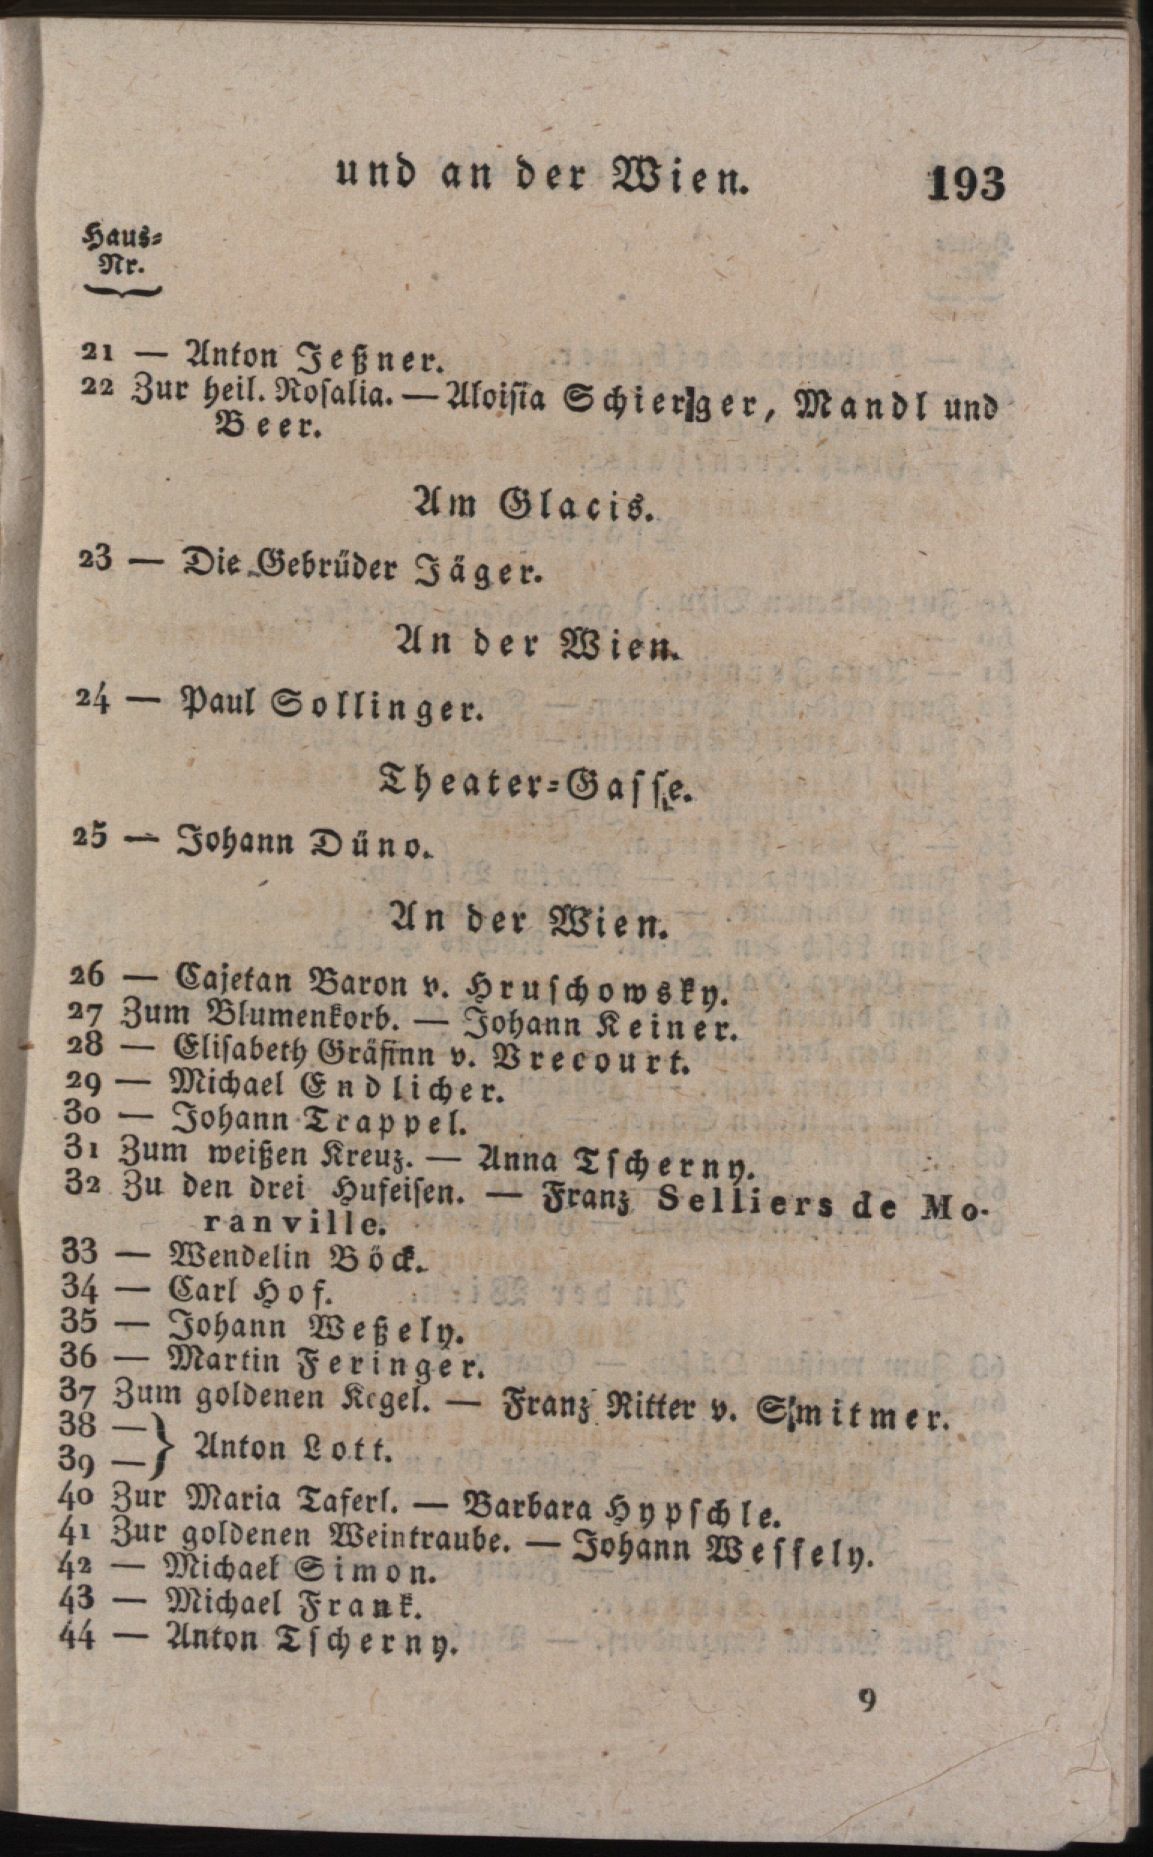 und an der Wien. 193
Haus-
Nr.
21 — Anton Jeßner.
22 Zur heil. Rosalia. — Aloisia Schierger, Mandl und
Beer.
Am Glacis.
23 — Die Gebrüder Jäger.
An der Wien.
24 — Paul Sollinger.
Theater-Gasse.
25 — Johann Düno.
An der Wien.
26 — Cajetan Baron v. Hruschowsky.
27 Zum Blumenkorb. — Johann Keiner.
28 — Elisabeth Gräfinn v. Vrecourt.
29 — Michael Endlicher.
30 — Johann Trappel.
31 Zum weißen Kreuz. — Anna Tscherny.
32 Zu den drei Hufeisen. — Franz Selliers de Mo-
ranville.
33 — Wendelin Böck.
34 — Carl Hof.
35 — Johann Weßely.
36 — Martin Feringer.
37 Zum goldenen Kegel. — Franz Ritter v. Smitmer.
38 —
39 — } Anton Lott.
40 Zur Maria Taferl. — Barbara Hypschle.
41 Zur goldenen Weintraube. — Johann Wessely.
42 — Michael Simon.
43 — Michael Frank.
44 — Anton Tscherny.
9